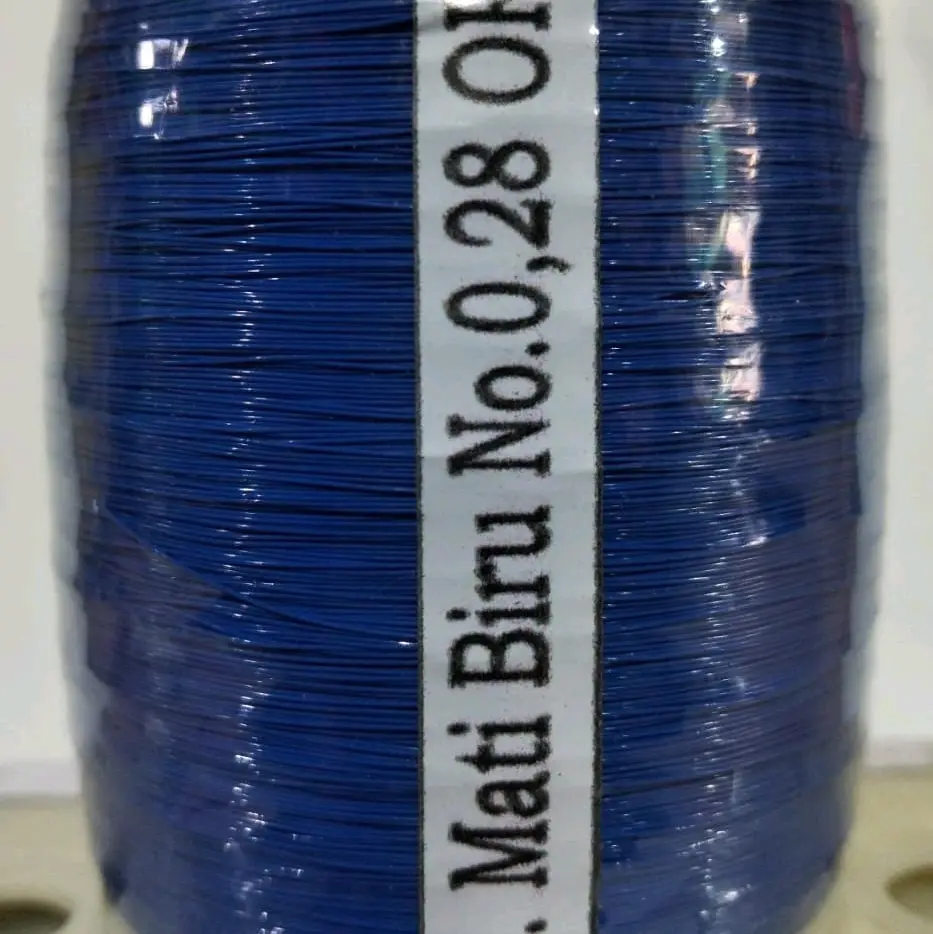 . Mati Biru No.0,28 O